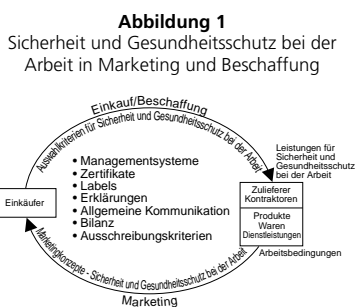 Abbildung 1
Sicherheit und Gesundheitsschutz bei der
Arbeit in Marketing und Beschaffung
Einkauf/Beschaffung
Auswahlkriterien für Sicherheit und Gesundheitsschutz bei der Arbeit
Leistungen für
Sicherheit und
Gesundheitsschutz
bei der Arbeit
• Managementsysteme
• Zertifikate
• Labels
• Erklärungen
• Allgemeine Kommunikation
• Bilanz
• Ausschreibungskriterien
Einkäufer
Zulieferer
Kontraktoren
Produkte
Waren
Dienstleistungen
Arbeitsbedingungen
Marketingkonzepte - Sicherheit und Gesundheitsschutz bei der Arbeit
Marketing